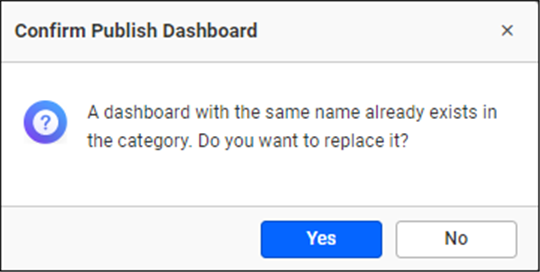 Confirm Publish Dashboard
A dashboard with the same name already exists in
the category. Do you want to replace it?
Yes
No